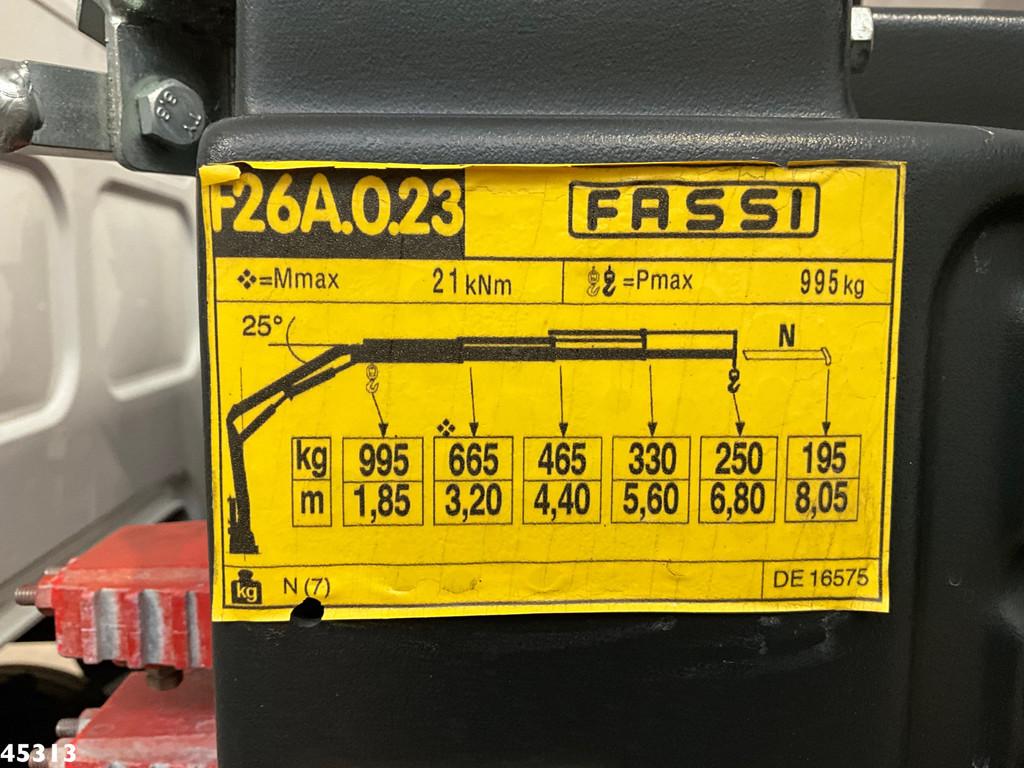 F26A.0.23 FASSI
❖=Mmax 21 kNm =Pmax 995 kg
25° N
kg 995 665 465 330 250 195
m 1,85 3,20 4,40 5,60 6,80 8,05
kg N (7) DE 16575
45313